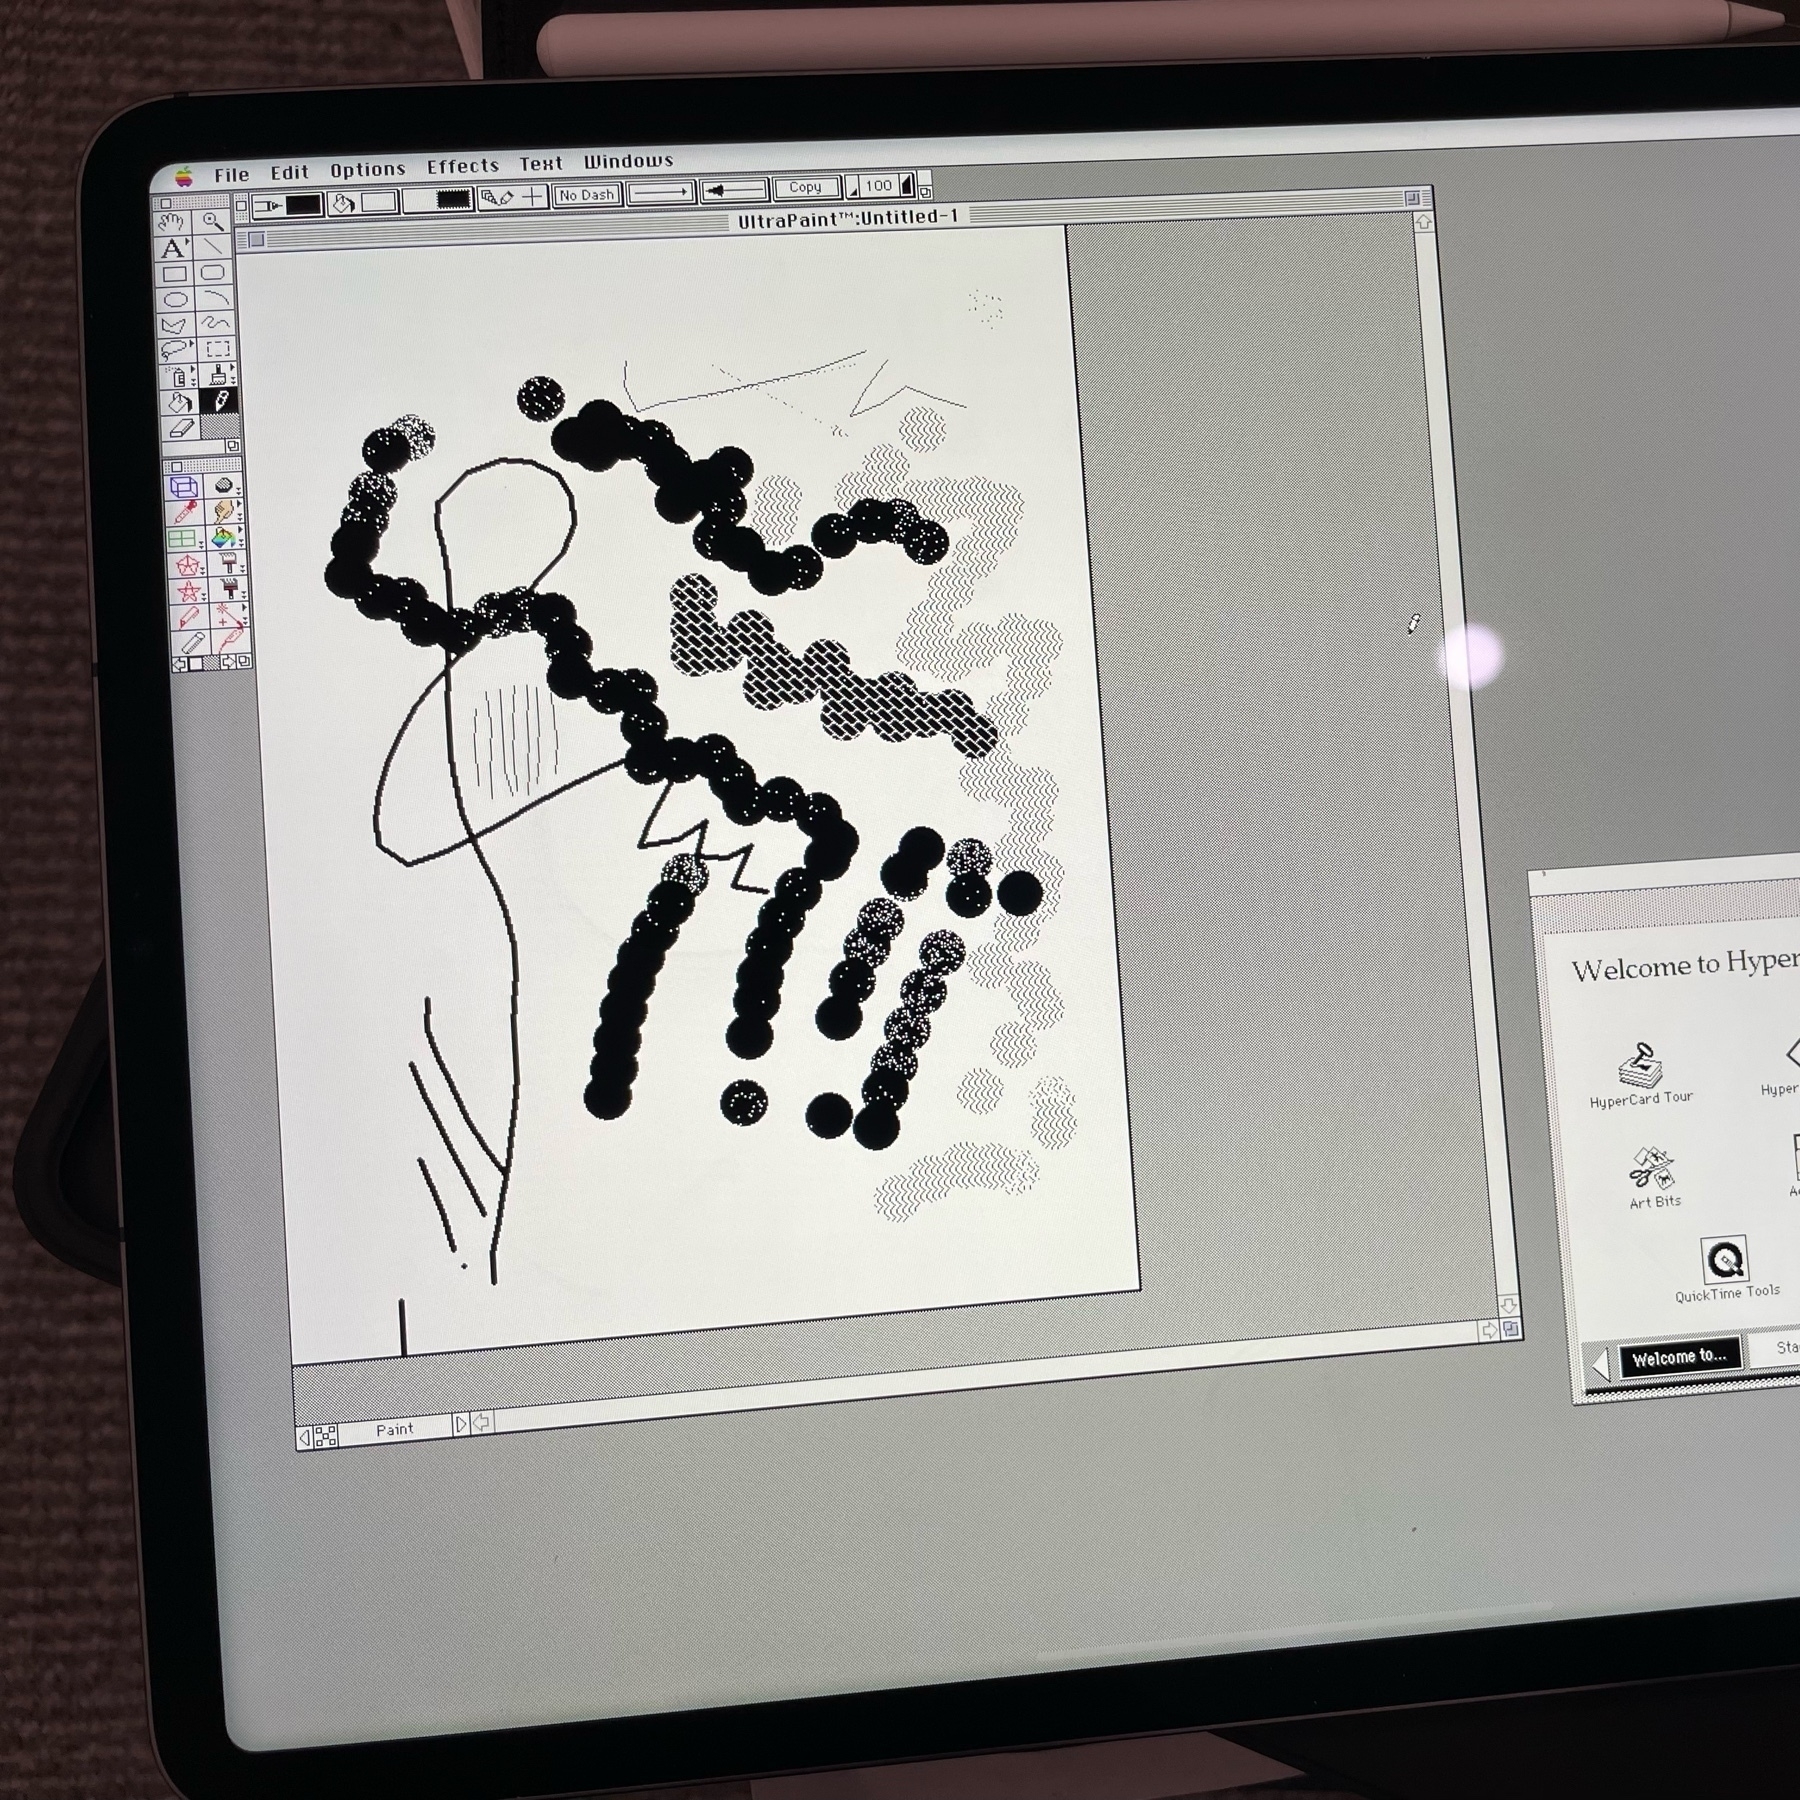 File Edit Options Effects Text Windows
No Dash Copy 100
UltraPaint™:Untitled-1
A
Welcome to Hyper
HyperCard Tour
Hyper
Art Bits
QuickTime Tools
Welcome to...
Sta
Paint